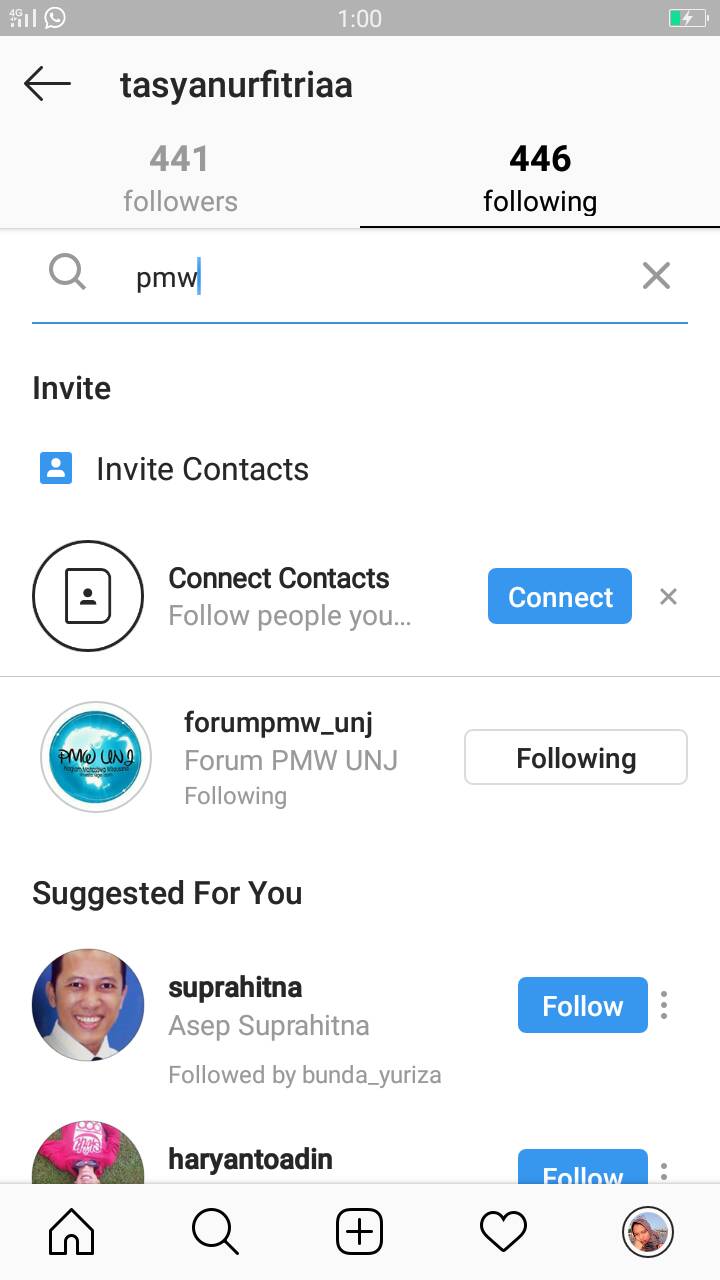 4G
1:00
tasyanurfitriaa
441
followers
446
following
pmw
Invite
Invite Contacts
Connect Contacts
Follow people you...
Connect
forumpmw_unj
Forum PMW UNJ
Following
Following
PMW UNJ
Suggested For You
suprahitna
Asep Suprahitna
Followed by bunda_yuriza
Follow
haryantoadin
Follow